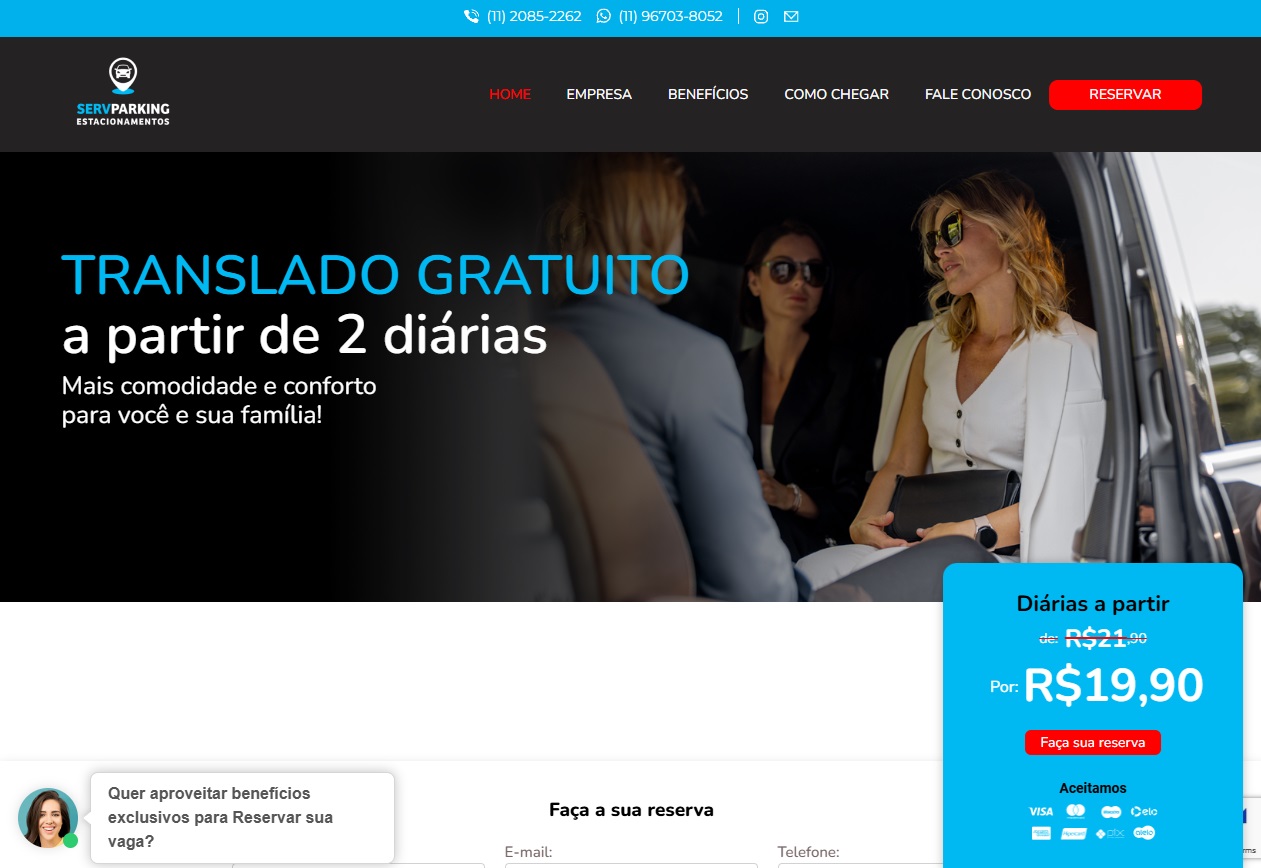 (11) 2085-2262 (11) 96703-8052
SERVPARKING
ESTACIONAMENTOS
HOME EMPRESA BENEFÍCIOS COMO CHEGAR FALE CONOSCO RESERVAR
TRANSLADO GRATUITO
a partir de 2 diárias
Mais comodidade e conforto
para você e sua família!
Diárias a partir
de: R$21,90
Por: R$19,90
Faça sua reserva
Aceitamos
VISA elo
alelo
Quer aproveitar benefícios
exclusivos para Reservar sua
vaga?
Faça a sua reserva
E-mail: Telefone: